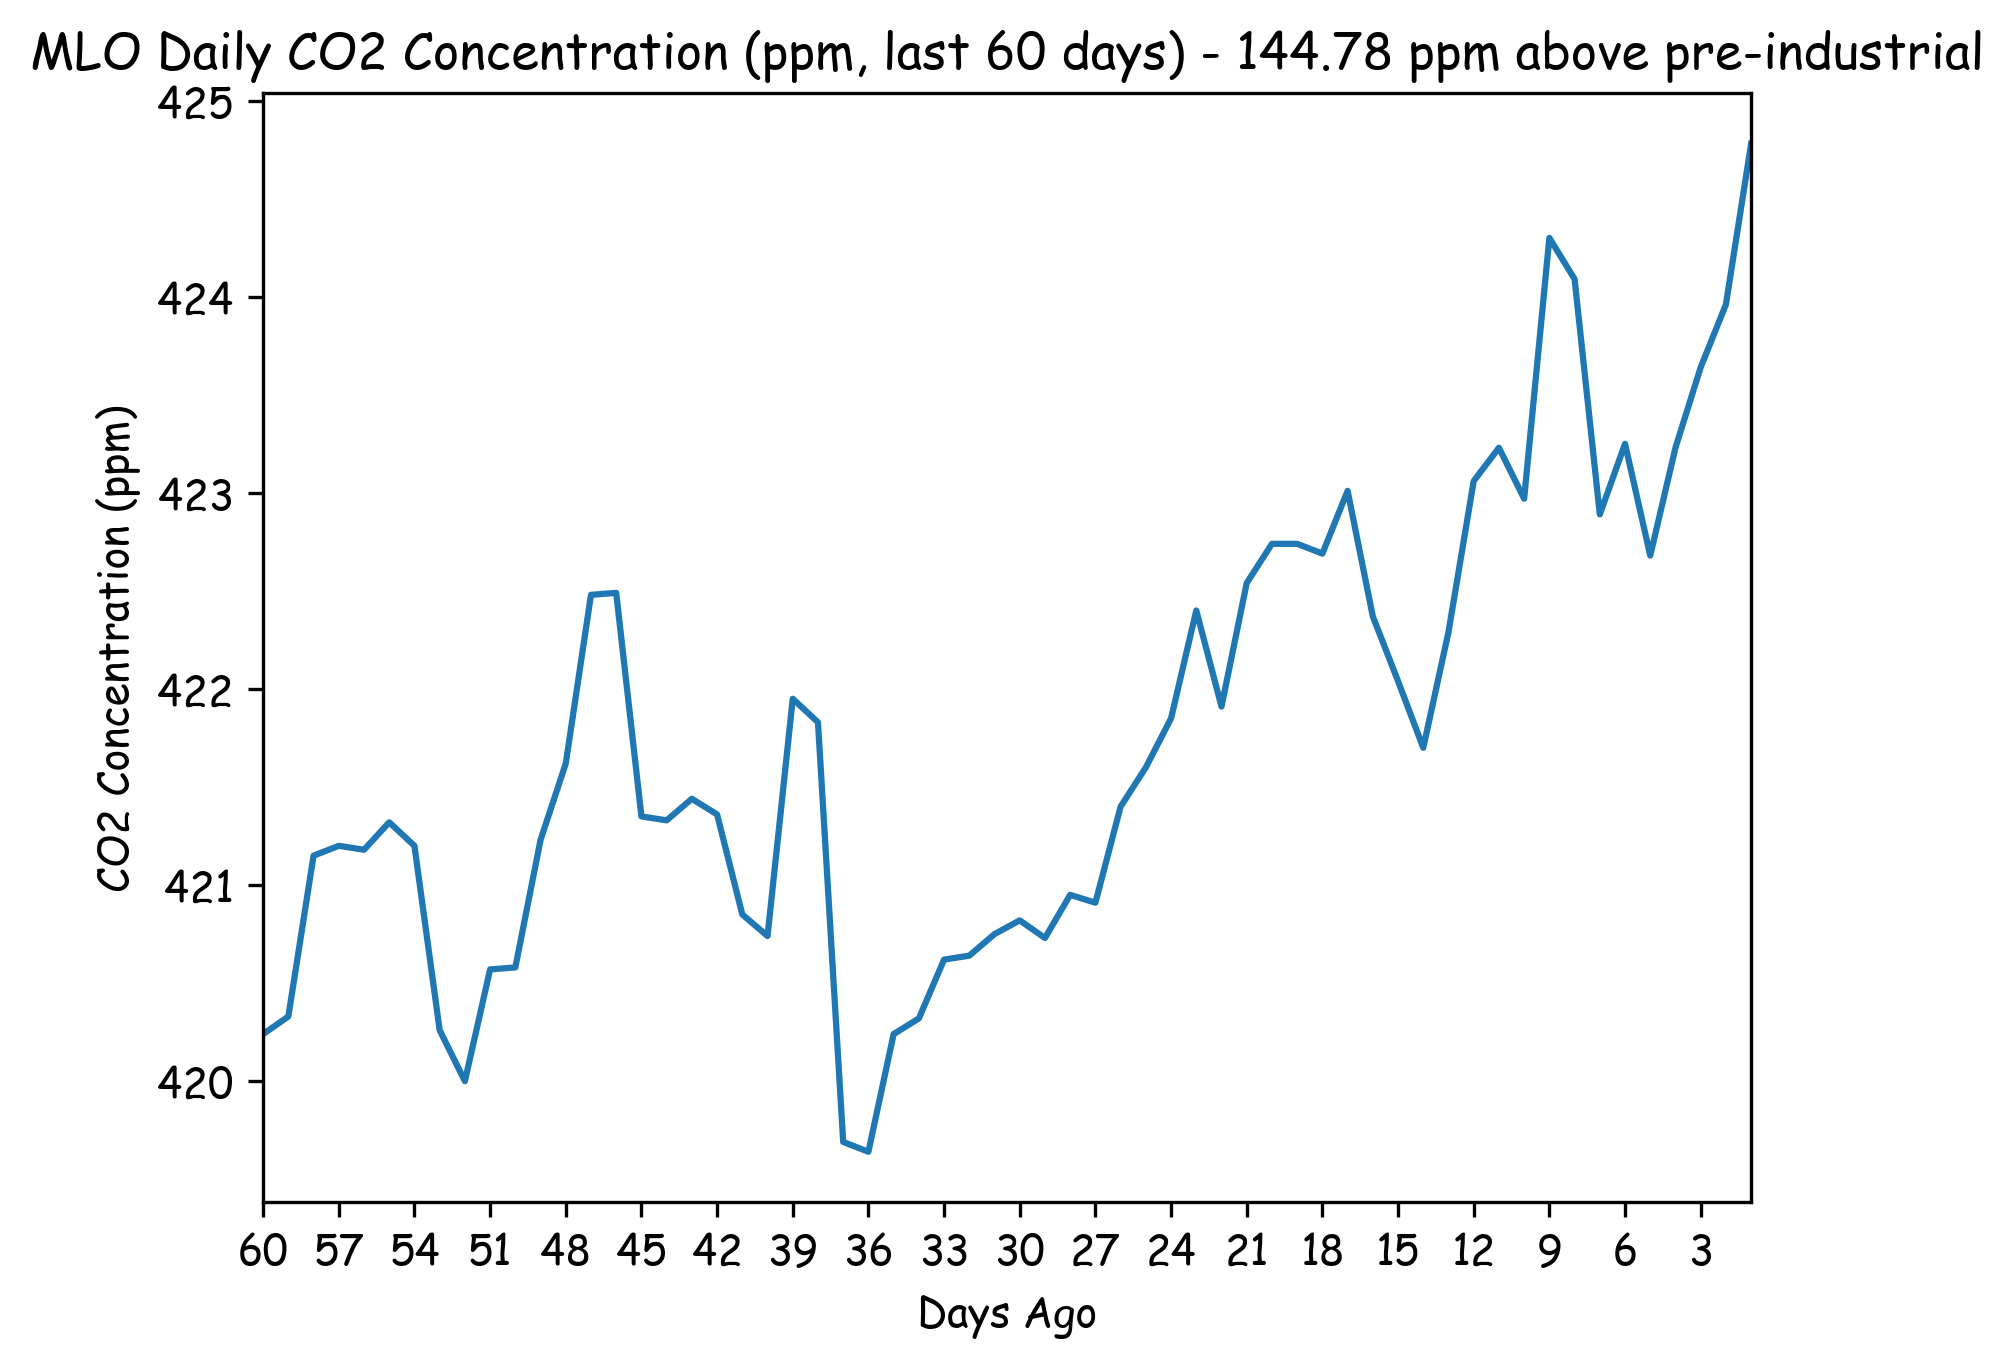 MLO Daily CO2 Concentration (ppm, last 60 days) - 144.78 ppm above pre-industrial
425
424
423
422
421
420
CO2 Concentration (ppm)
60 57 54 51 48 45 42 39 36 33 30 27 24 21 18 15 12 9 6 3
Days Ago